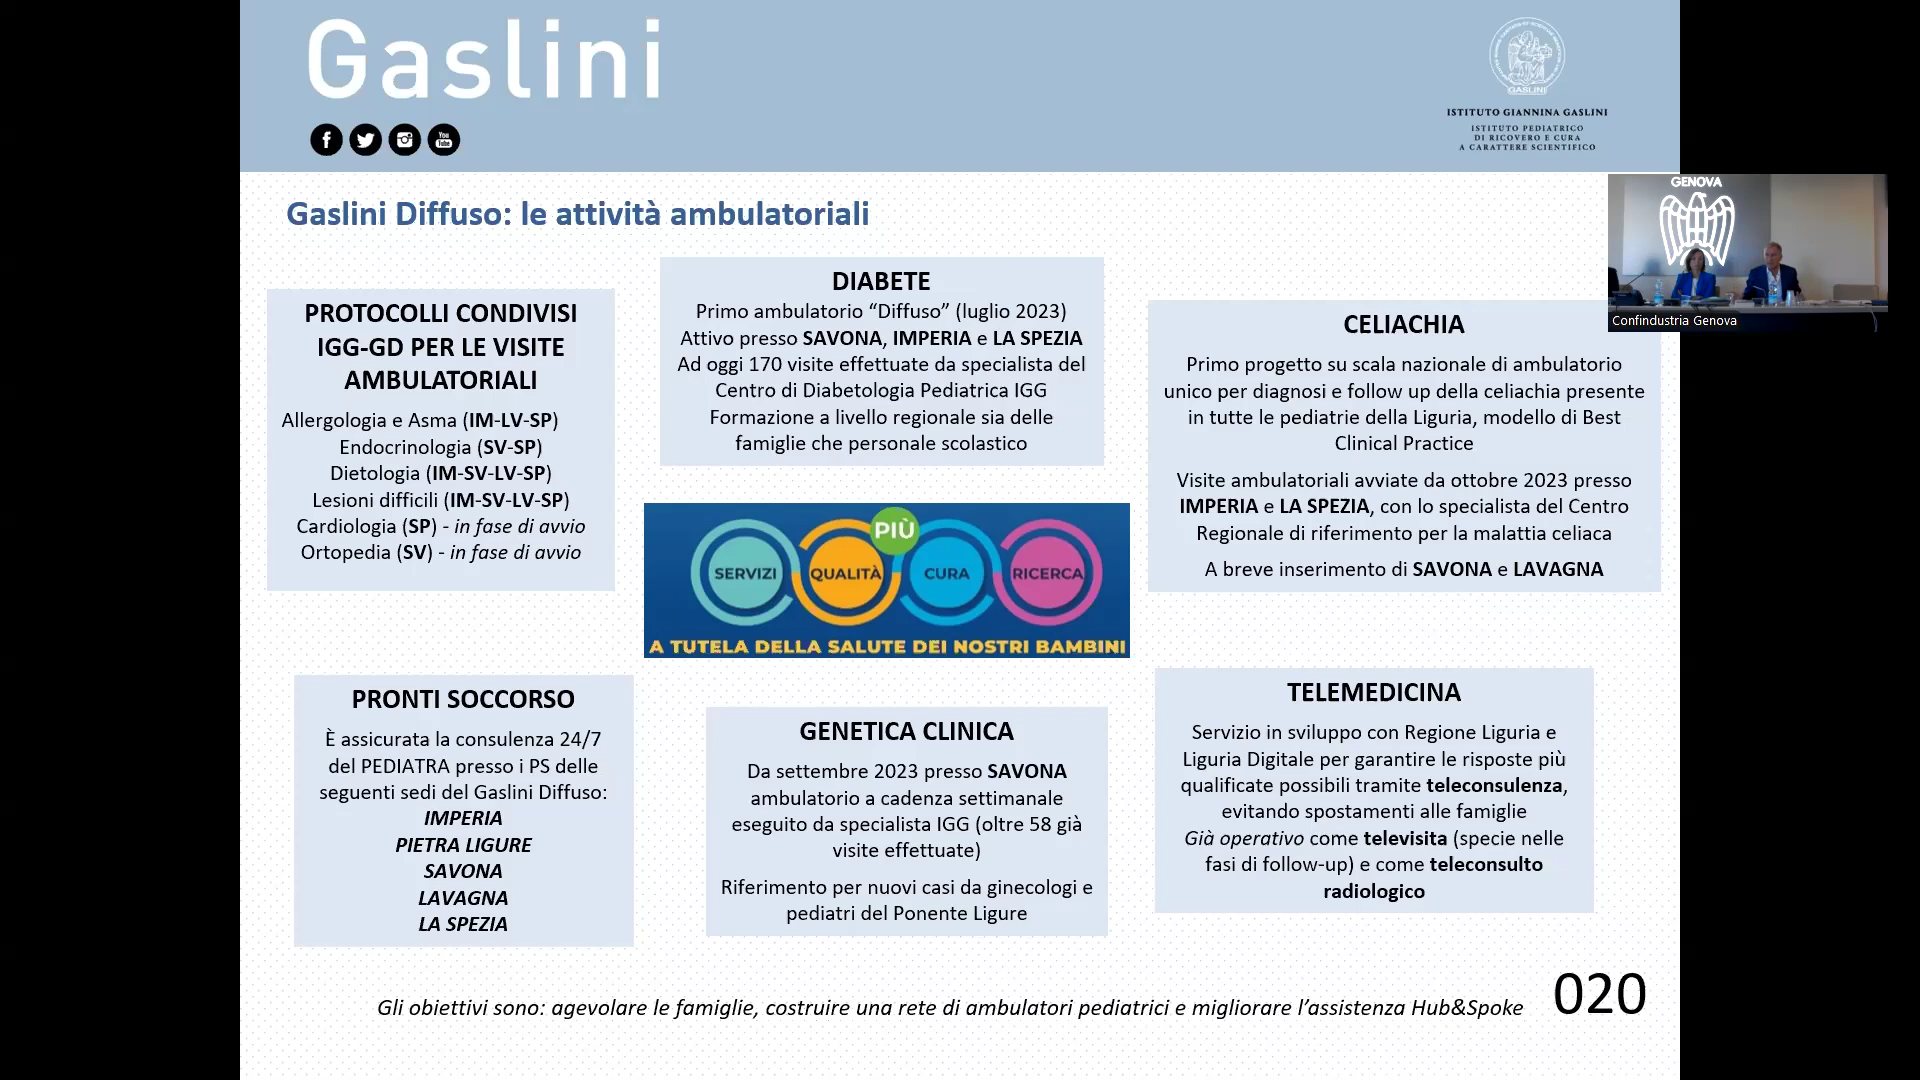 Gaslini
f
You
Tube
GASLINI
ISTITUTO GIANNINA GASLINI
ISTITUTO PEDIATRICO
DI RICOVERO E CURA
A CARATTERE SCIENTIFICO
GENOVA
Confindustria Genova
Gaslini Diffuso: le attività ambulatoriali
PROTOCOLLI CONDIVISI
IGG-GD PER LE VISITE
AMBULATORIALI
Allergologia e Asma (IM-LV-SP)
Endocrinologia (SV-SP)
Dietologia (IM-SV-LV-SP)
Lesioni difficili (IM-SV-LV-SP)
Cardiologia (SP) - in fase di avvio
Ortopedia (SV) - in fase di avvio
DIABETE
Primo ambulatorio “Diffuso” (luglio 2023)
Attivo presso SAVONA, IMPERIA e LA SPEZIA
Ad oggi 170 visite effettuate da specialista del
Centro di Diabetologia Pediatrica IGG
Formazione a livello regionale sia delle
famiglie che personale scolastico
CELIACHIA
Primo progetto su scala nazionale di ambulatorio
unico per diagnosi e follow up della celiachia presente
in tutte le pediatrie della Liguria, modello di Best
Clinical Practice
Visite ambulatoriali avviate da ottobre 2023 presso
IMPERIA e LA SPEZIA, con lo specialista del Centro
Regionale di riferimento per la malattia celiaca
A breve inserimento di SAVONA e LAVAGNA
PIÙ
SERVIZI QUALITÀ CURA RICERCA
A TUTELA DELLA SALUTE DEI NOSTRI BAMBINI
PRONTI SOCCORSO
È assicurata la consulenza 24/7
del PEDIATRA presso i PS delle
seguenti sedi del Gaslini Diffuso:
IMPERIA
PIETRA LIGURE
SAVONA
LAVAGNA
LA SPEZIA
GENETICA CLINICA
Da settembre 2023 presso SAVONA
ambulatorio a cadenza settimanale
eseguito da specialista IGG (oltre 58 già
visite effettuate)
Riferimento per nuovi casi da ginecologi e
pediatri del Ponente Ligure
TELEMEDICINA
Servizio in sviluppo con Regione Liguria e
Liguria Digitale per garantire le risposte più
qualificate possibili tramite teleconsulenza,
evitando spostamenti alle famiglie
Già operativo come televisita (specie nelle
fasi di follow-up) e come teleconsulto
radiologico
Gli obiettivi sono: agevolare le famiglie, costruire una rete di ambulatori pediatrici e migliorare l’assistenza Hub&Spoke
020